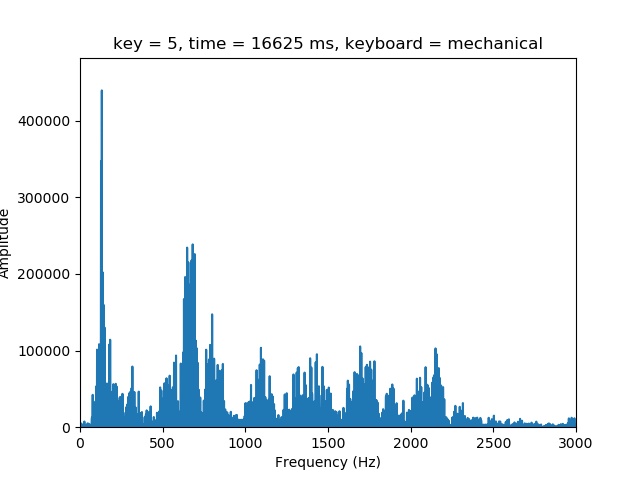 key = 5, time = 16625 ms, keyboard = mechanical
400000
300000
200000
100000
0
Amplitude
0 500 1000 1500 2000 2500 3000
Frequency (Hz)